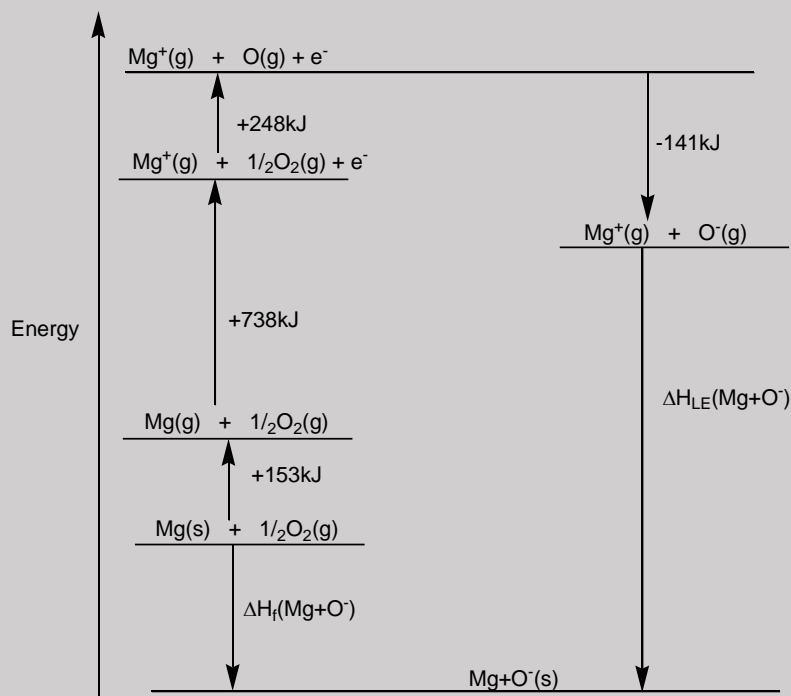 Mg⁺(g) + O(g) + e⁻
+248kJ
-141kJ
Mg⁺(g) + 1/₂O₂(g) + e⁻
Mg⁺(g) + O⁻(g)
+738kJ
Energy
ΔH_LE(Mg+O⁻)
Mg(g) + 1/₂O₂(g)
+153kJ
Mg(s) + 1/₂O₂(g)
ΔH_f(Mg+O⁻)
Mg+O⁻(s)